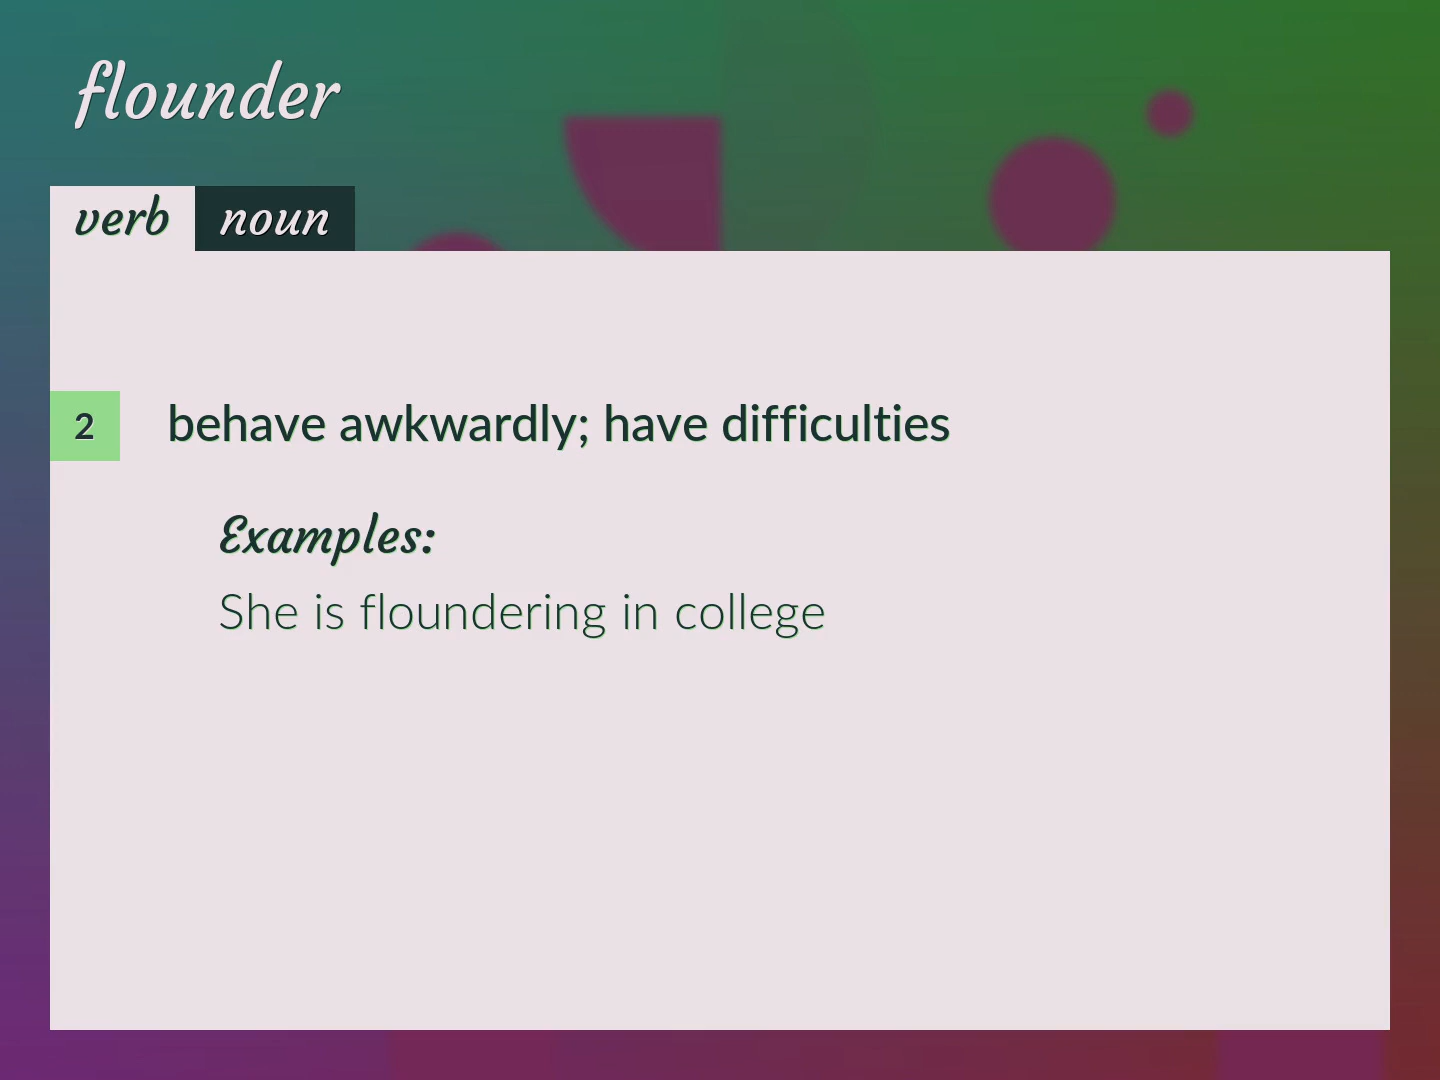 flounder
verb noun
2 behave awkwardly; have difficulties
Examples:
She is floundering in college